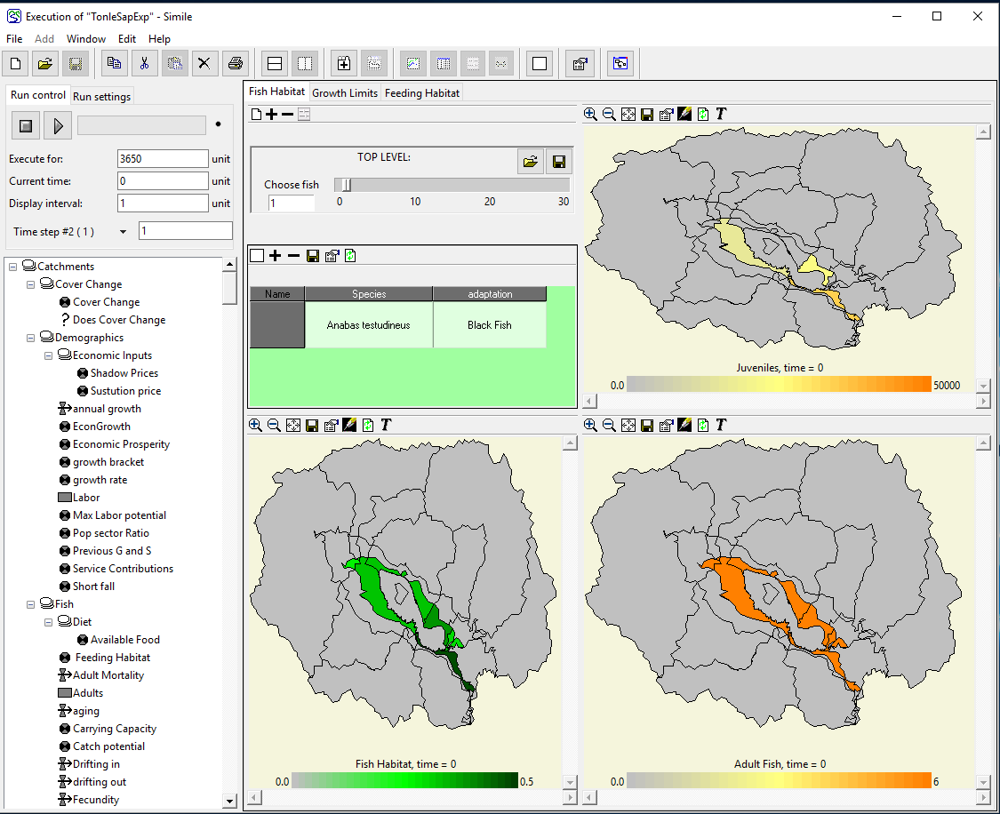 Execution of "TonleSapExp" - Simile
File Add Window Edit Help
Run control Run settings
Execute for: 3650 unit
Current time: 0 unit
Display interval: 1 unit
Time step #2 ( 1 ) 1
Catchments
Cover Change
Cover Change
? Does Cover Change
Demographics
Economic Inputs
Shadow Prices
Sustution price
annual growth
EconGrowth
Economic Prosperity
growth bracket
growth rate
Labor
Max Labor potential
Pop sector Ratio
Previous G and S
Service Contributions
Short fall
Fish
Diet
Available Food
Feeding Habitat
Adult Mortality
Adults
aging
Carrying Capacity
Catch potential
Drifting in
drifting out
Fecundity
Fish Habitat Growth Limits Feeding Habitat
TOP LEVEL:
Choose fish
1 0 10 20 30
Name Species adaptation
Anabas testudineus Black Fish
T
Juveniles, time = 0
0.0 50000
T
Fish Habitat, time = 0
0.0 0.5
T
Adult Fish, time = 0
0.0 6